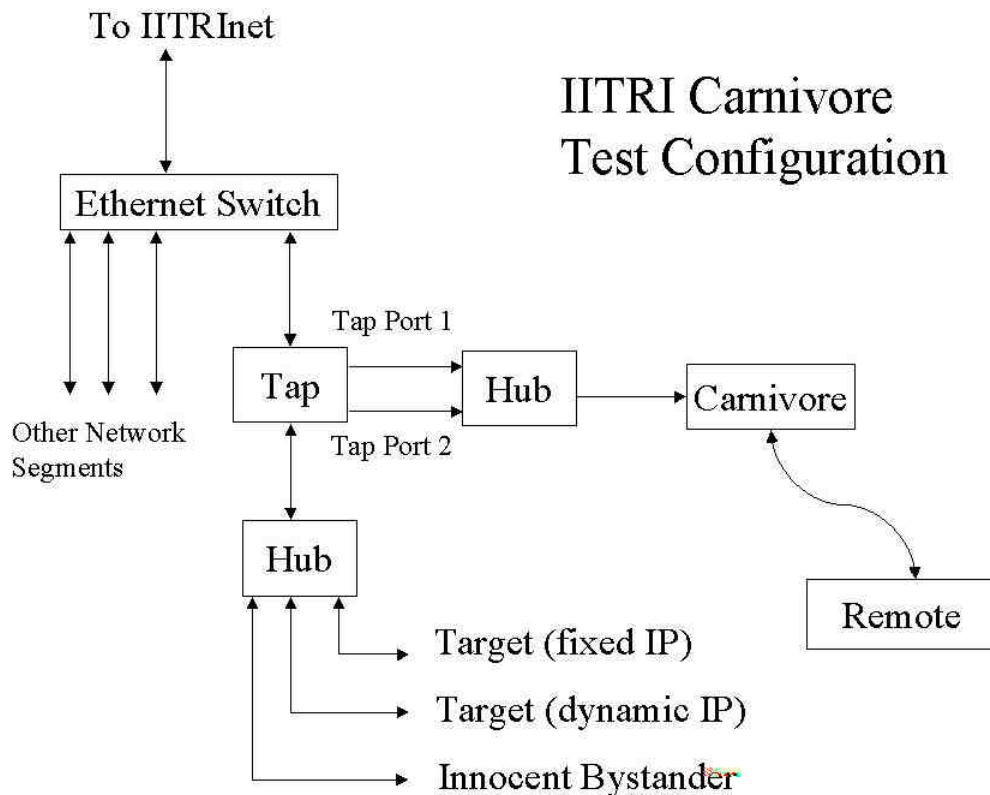 To IITRInet
IITRI Carnivore
Test Configuration
Ethernet Switch
Tap Port 1
Tap
Hub
Carnivore
Tap Port 2
Other Network
Segments
Hub
Remote
Target (fixed IP)
Target (dynamic IP)
Innocent Bystander